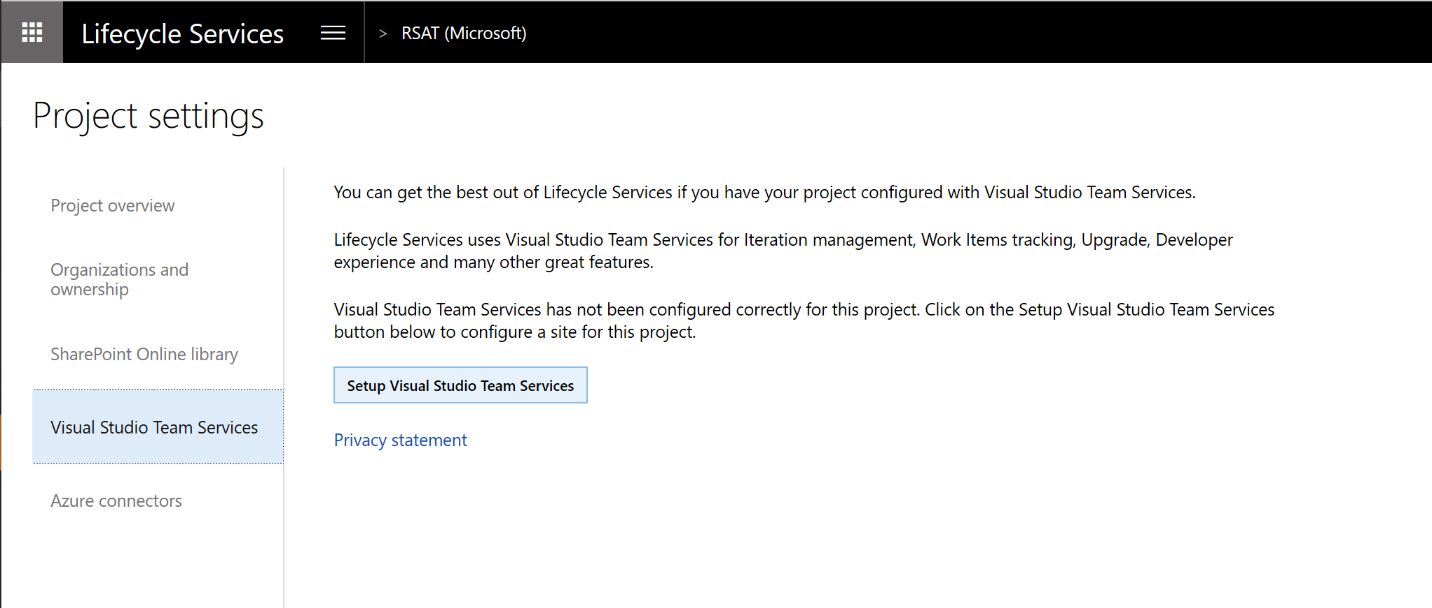 Lifecycle Services
> RSAT (Microsoft)
Project settings
Project overview
Organizations and
ownership
SharePoint Online library
Visual Studio Team Services
Azure connectors
You can get the best out of Lifecycle Services if you have your project configured with Visual Studio Team Services.
Lifecycle Services uses Visual Studio Team Services for Iteration management, Work Items tracking, Upgrade, Developer
experience and many other great features.
Visual Studio Team Services has not been configured correctly for this project. Click on the Setup Visual Studio Team Services
button below to configure a site for this project.
Setup Visual Studio Team Services
Privacy statement